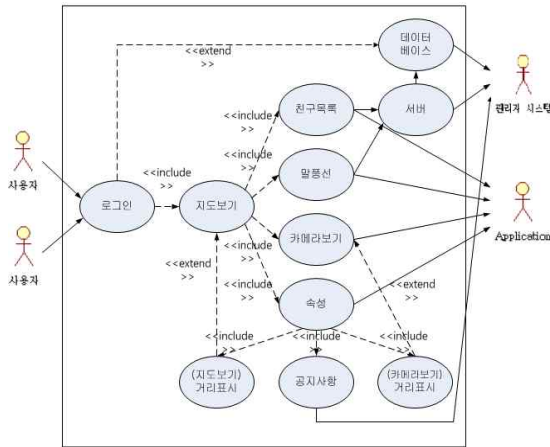 데이터
베이스
<<extend
>>
친구목록
서버
관리자 시스템
<<include
>>
사용자
<<include
>>
말풍선
<<include
>>
로그인
지도보기
카메라보기
Application
사용자
<<include
>>
<<extend
>>
<<include
>>
속성
<<extend
>>
<<include
>>
<<include
>>
<<include
>>
(지도보기)
거리표시
공지사항
(카메라보기)
거리표시